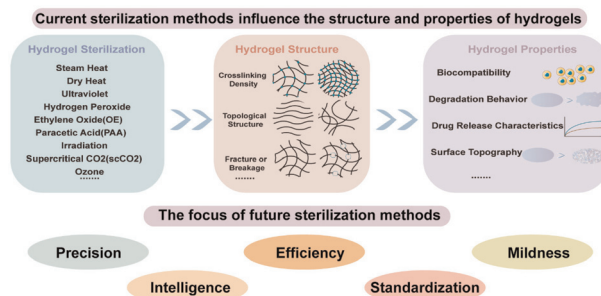 Current sterilization methods influence the structure and properties of hydrogels
Hydrogel Sterilization
Steam Heat
Dry Heat
Ultraviolet
Hydrogen Peroxide
Ethylene Oxide(OE)
Paracetic Acid(PAA)
Irradiation
Supercritical CO2(scCO2)
Ozone
.......
Hydrogel Structure
Crosslinking
Density
Topological
Structure
Fracture or
Breakage
.......
Hydrogel Properties
Biocompatibility
Degradation Behavior
>
Drug Release Characteristics
Surface Topography
>
.......
The focus of future sterilization methods
Precision
Efficiency
Mildness
Intelligence
Standardization